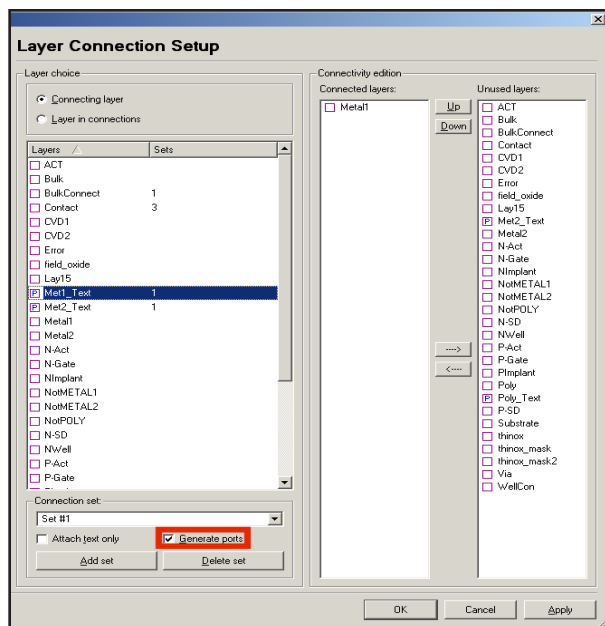 Layer Connection Setup
Layer choice
Connecting layer
Layer in connections
Layers Sets
ACT
Bulk
BulkConnect 1
Contact 3
CVD1
CVD2
Error
field_oxide
Lay15
P Met1_Text 1
P Met2_Text 1
Metal1
Metal2
N-Act
N-Gate
NImplant
NotMETAL1
NotMETAL2
NotPOLY
N-SD
NWell
P-Act
P-Gate
Connection set:
Set #1
Attach text only Generate ports
Add set Delete set
Connectivity edition
Connected layers:
Metal1
Up
Down
---->
<----
Unused layers:
ACT
Bulk
BulkConnect
Contact
CVD1
CVD2
Error
field_oxide
Lay15
P Met2_Text
Metal2
N-Act
N-Gate
NImplant
NotMETAL1
NotMETAL2
NotPOLY
N-SD
NWell
P-Act
P-Gate
PImplant
Poly
P Poly_Text
P-SD
Substrate
thinox
thinox_mask
thinox_mask2
Via
WellCon
OK Cancel Apply